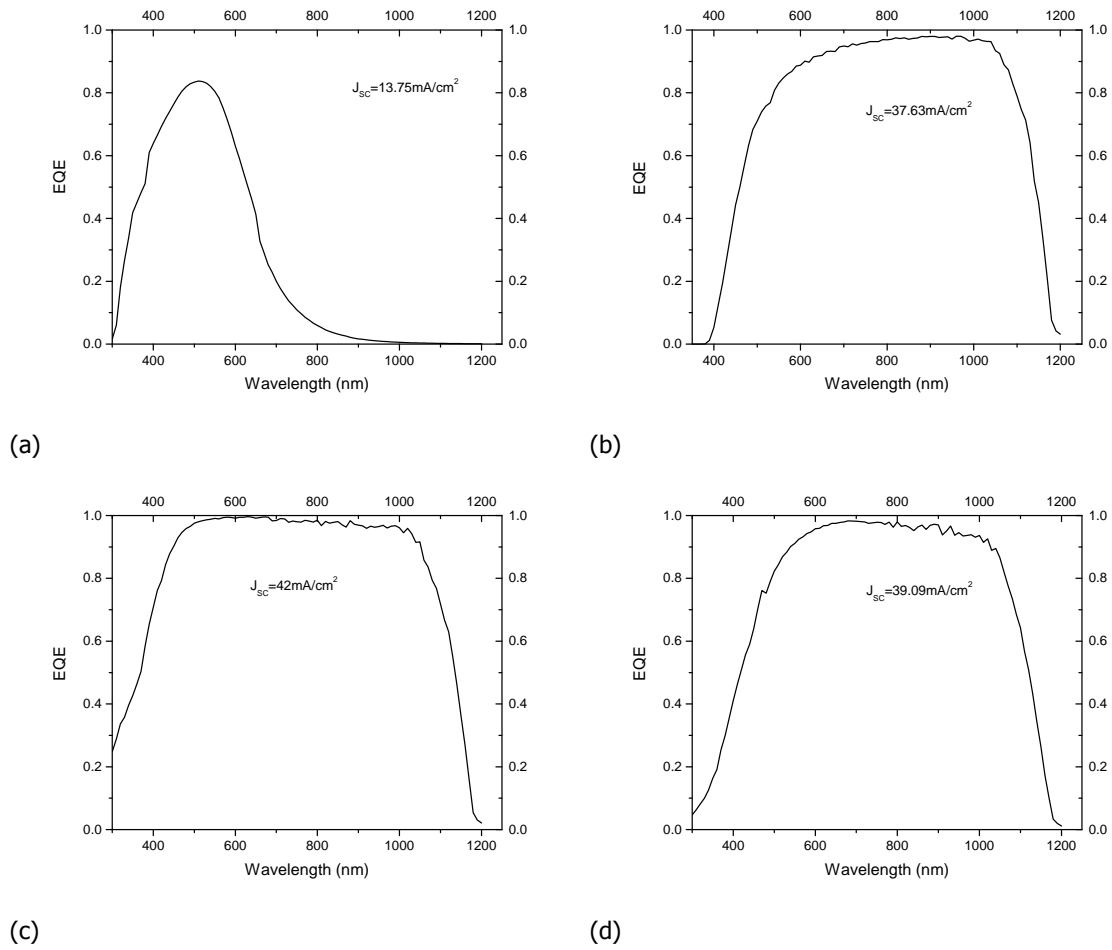 400 600 800 1000 1200
1.0 1.0
0.8 0.8
0.6 0.6
0.4 0.4
0.2 0.2
0.0 0.0
400 600 800 1000 1200
EQE
Wavelength (nm)
J_SC=13.75mA/cm²
(a)
400 600 800 1000 1200
1.0 1.0
0.8 0.8
0.6 0.6
0.4 0.4
0.2 0.2
0.0 0.0
400 600 800 1000 1200
EQE
Wavelength (nm)
J_SC=37.63mA/cm²
(b)
400 600 800 1000 1200
1.0 1.0
0.8 0.8
0.6 0.6
0.4 0.4
0.2 0.2
0.0 0.0
400 600 800 1000 1200
EQE
Wavelength (nm)
J_SC=42mA/cm²
(c)
400 600 800 1000 1200
1.0 1.0
0.8 0.8
0.6 0.6
0.4 0.4
0.2 0.2
0.0 0.0
400 600 800 1000 1200
EQE
Wavelength (nm)
J_SC=39.09mA/cm²
(d)